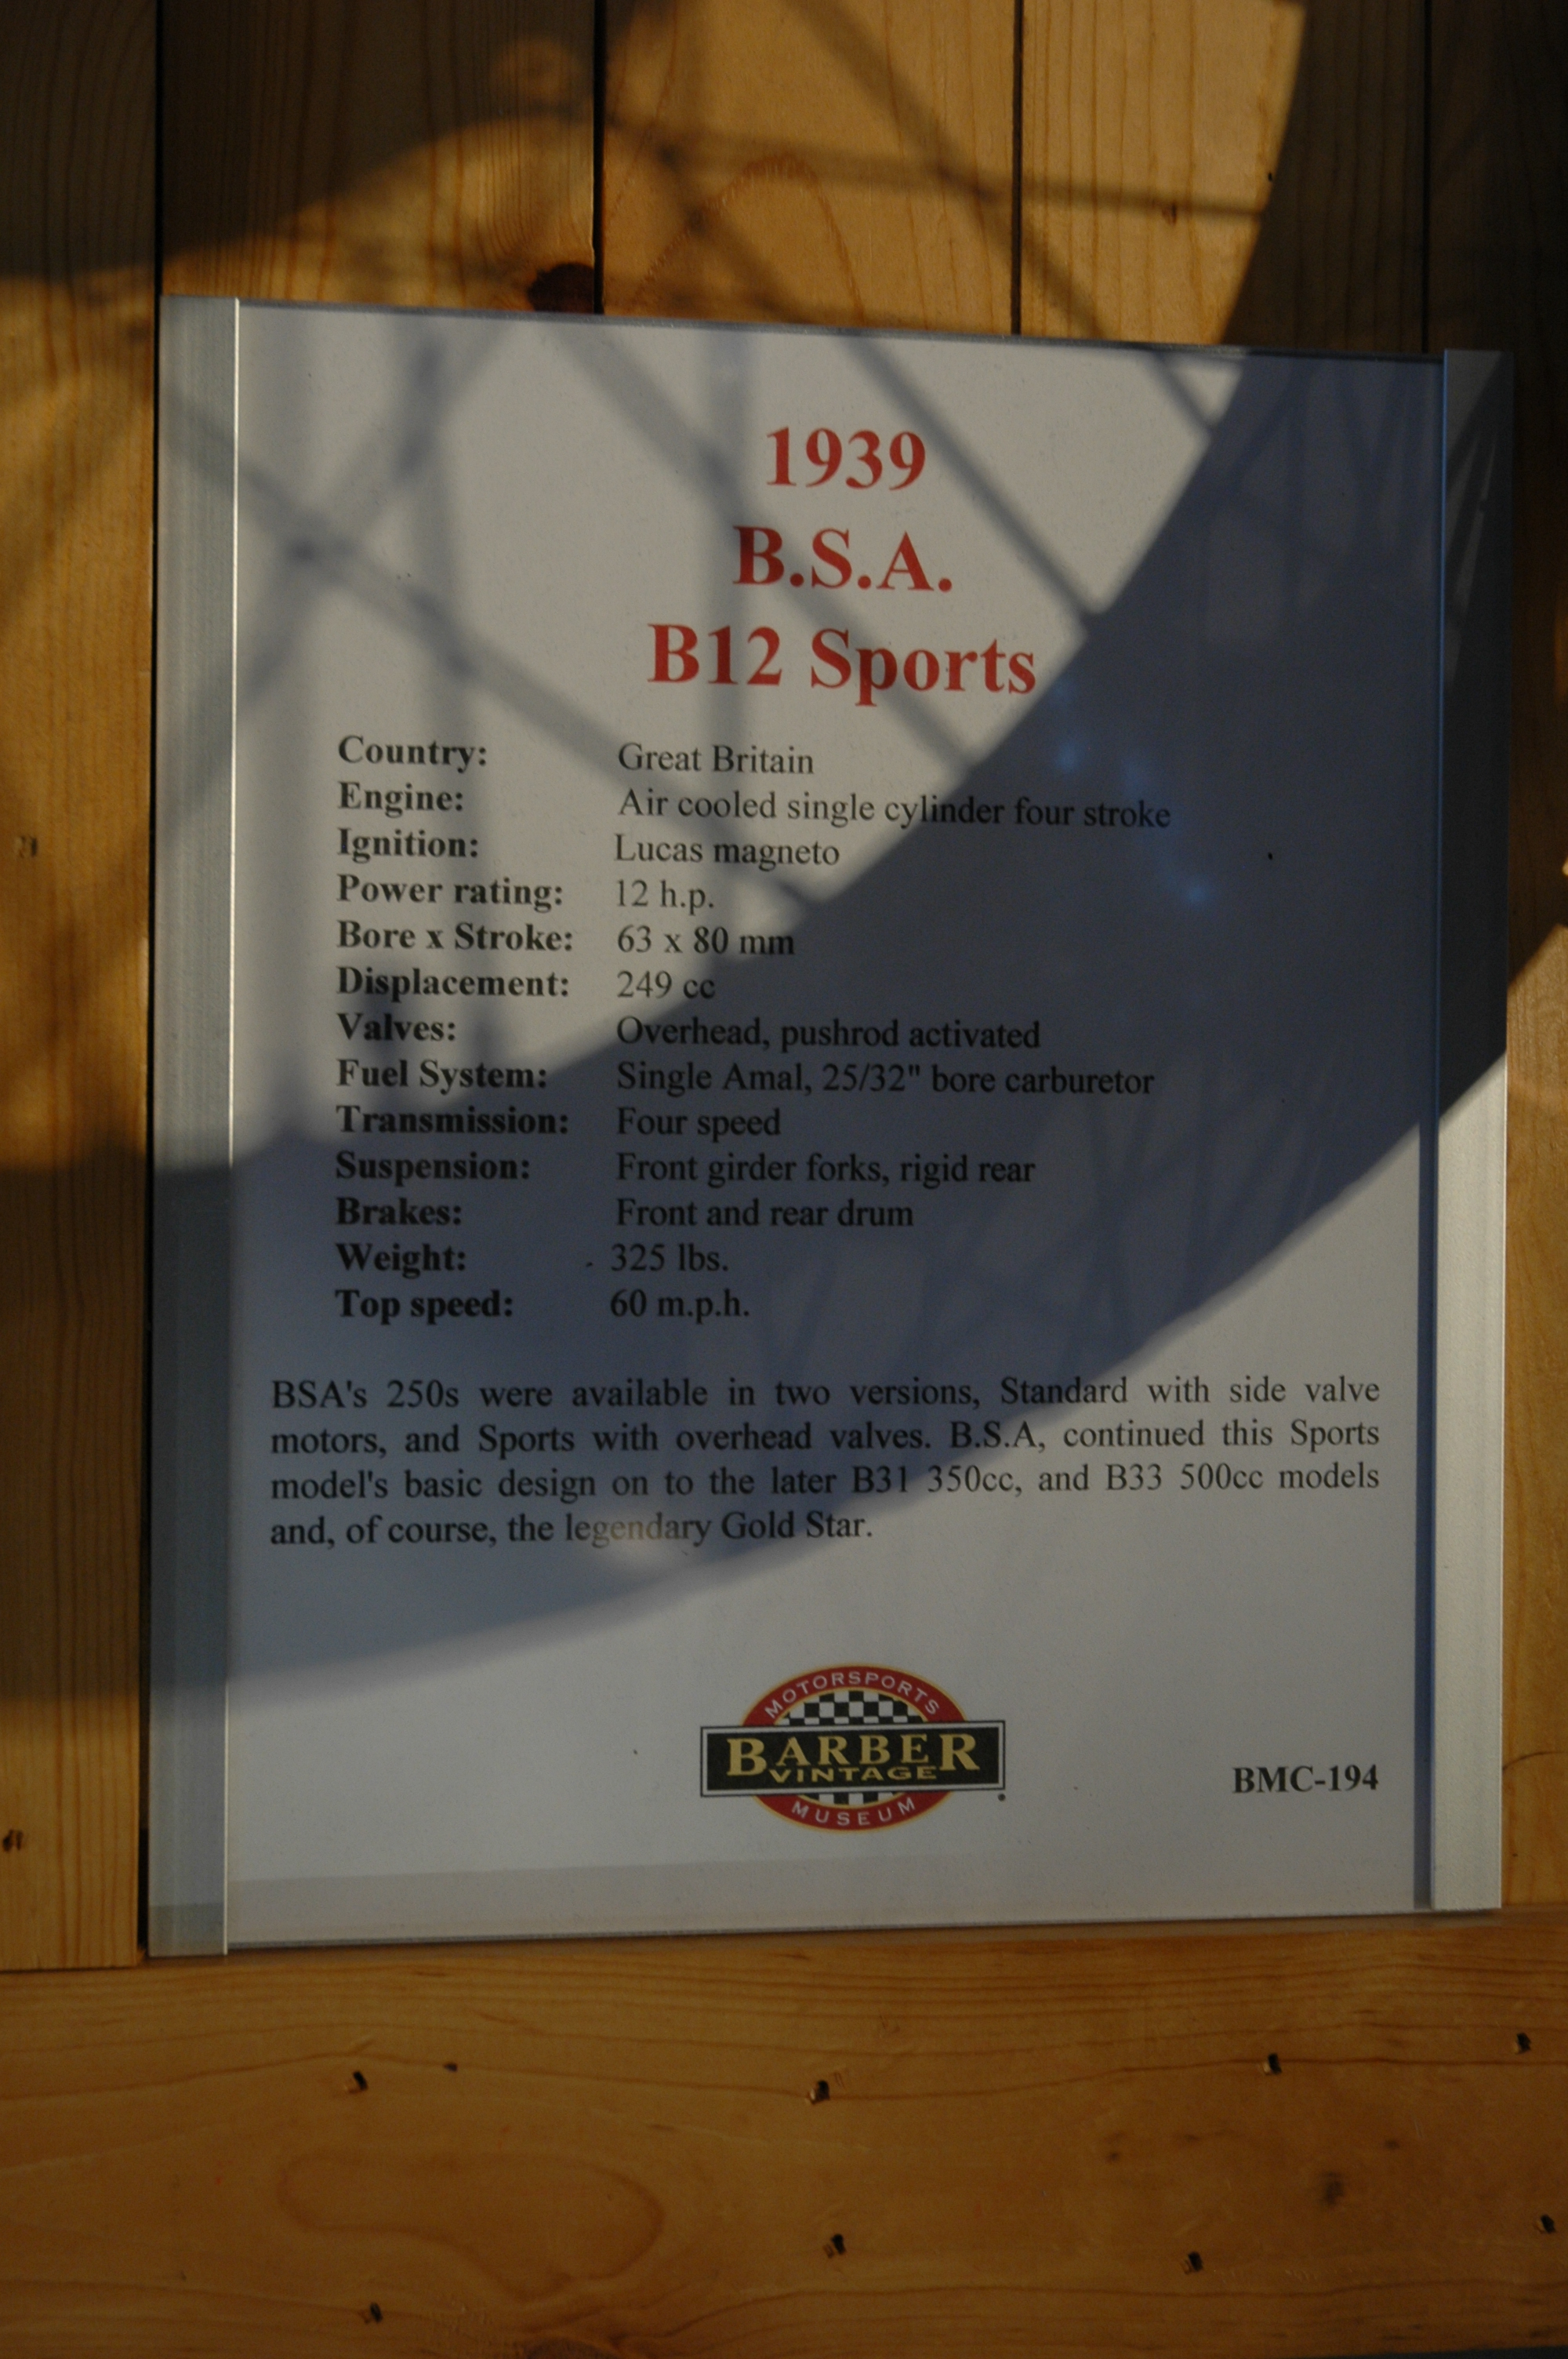 1939
B.S.A.
B12 Sports
Country: Great Britain
Engine: Air cooled single cylinder four stroke
Ignition: Lucas magneto
Power rating: 12 h.p.
Bore x Stroke: 63 x 80 mm
Displacement: 249 cc
Valves: Overhead, pushrod activated
Fuel System: Single Amal, 25/32" bore carburetor
Transmission: Four speed
Suspension: Front girder forks, rigid rear
Brakes: Front and rear drum
Weight: - 325 lbs.
Top speed: 60 m.p.h.
BSA's 250s were available in two versions, Standard with side valve
motors, and Sports with overhead valves. B.S.A, continued this Sports
model's basic design on to the later B31 350cc, and B33 500cc models
and, of course, the legendary Gold Star.
MOTORSPORTS
BARBER
VINTAGE
MUSEUM
BMC-194